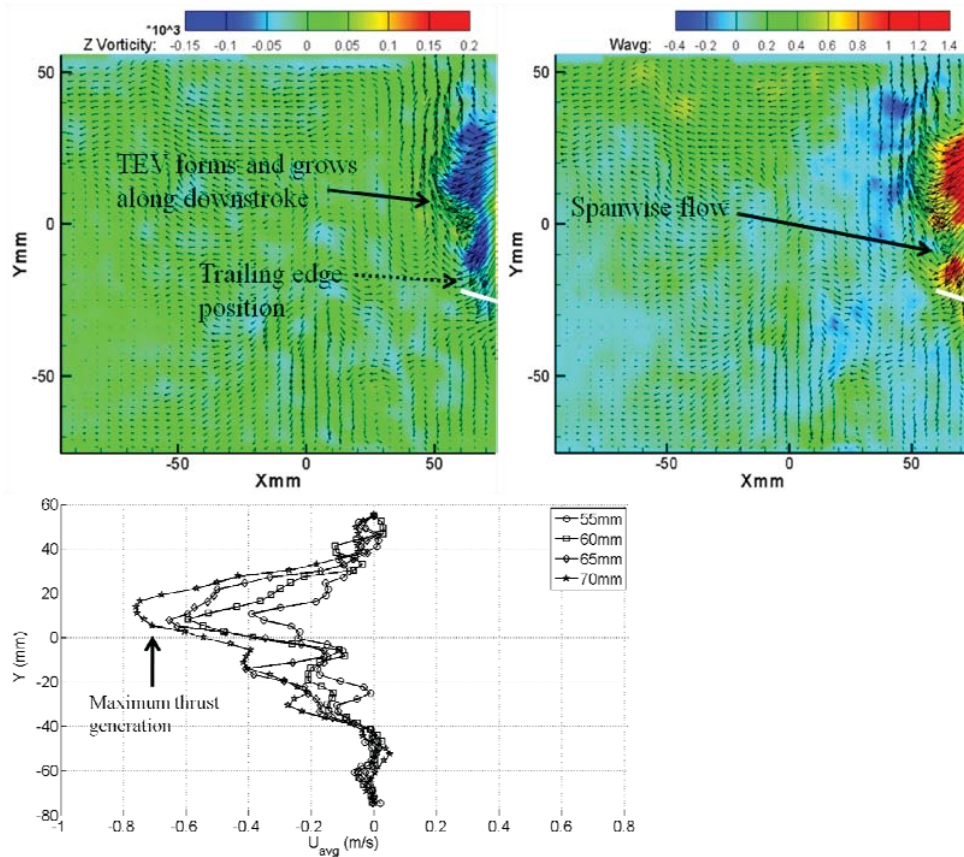 *10^3
Z Vorticity: -0.15 -0.1 -0.05 0 0.05 0.1 0.15 0.2
50
0
-50
Ymm
TEV forms and grows
along downstroke
Trailing edge
position
-50 0 50
Xmm
Wavg: -0.4 -0.2 0 0.2 0.4 0.6 0.8 1 1.2 1.4
50
0
-50
Ymm
Spanwise flow
-50 0 50
Xmm
60
40
20
0
-20
-40
-60
-80
Y (mm)
55mm
60mm
65mm
70mm
Maximum thrust
generation
-1 -0.8 -0.6 -0.4 -0.2 0 0.2 0.4 0.6 0.8
Uavg (m/s)